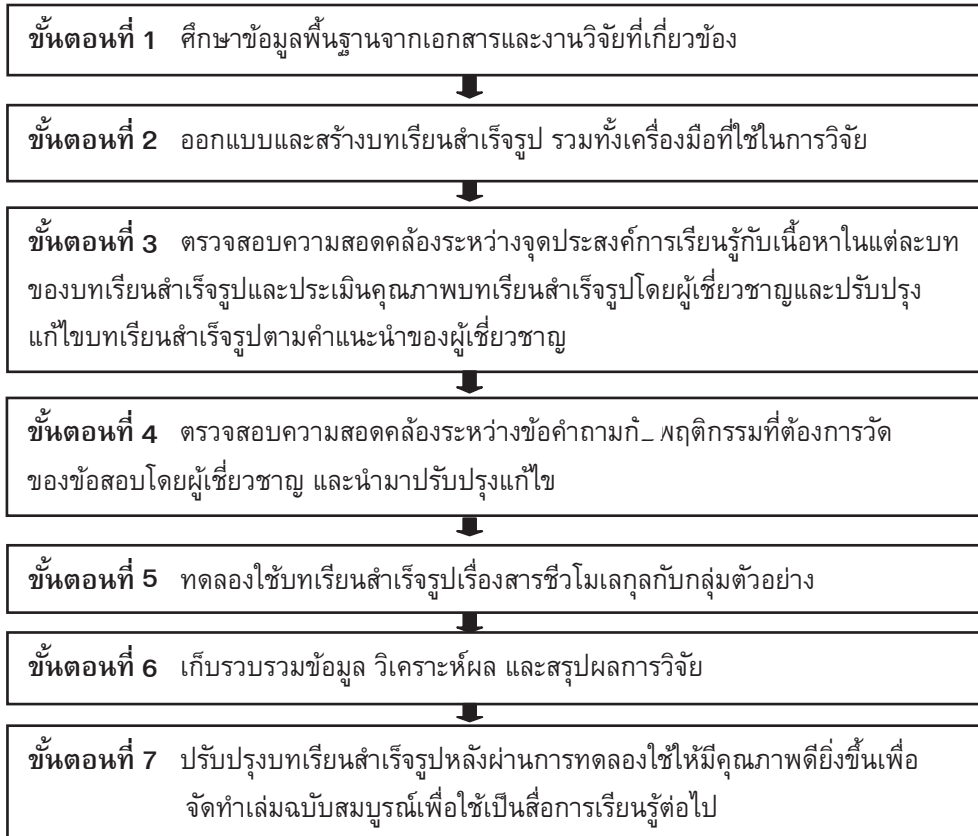 ขั้นตอนที่ 1 ศึกษาข้อมูลพื้นฐานจากเอกสารและงานวิจัยที่เกี่ยวข้อง
ขั้นตอนที่ 2 ออกแบบและสร้างบทเรียนสำเร็จรูป รวมทั้งเครื่องมือที่ใช้ในการวิจัย
ขั้นตอนที่ 3 ตรวจสอบความสอดคล้องระหว่างจุดประสงค์การเรียนรู้กับเนื้อหาในแต่ละบท
ของบทเรียนสำเร็จรูปและประเมินคุณภาพบทเรียนสำเร็จรูปโดยผู้เชี่ยวชาญและปรับปรุง
แก้ไขบทเรียนสำเร็จรูปตามคำแนะนำของผู้เชี่ยวชาญ
ขั้นตอนที่ 4 ตรวจสอบความสอดคล้องระหว่างข้อคำถาม พฤติกรรมที่ต้องการวัด
ของข้อสอบโดยผู้เชี่ยวชาญ และนำมาปรับปรุงแก้ไข
ขั้นตอนที่ 5 ทดลองใช้บทเรียนสำเร็จรูปเรื่องสารชีวโมเลกุลกับกลุ่มตัวอย่าง
ขั้นตอนที่ 6 เก็บรวบรวมข้อมูล วิเคราะห์ผล และสรุปผลการวิจัย
ขั้นตอนที่ 7 ปรับปรุงบทเรียนสำเร็จรูปหลังผ่านการทดลองใช้ให้มีคุณภาพดียิ่งขึ้นเพื่อ
จัดทำเล่มฉบับสมบูรณ์เพื่อใช้เป็นสื่อการเรียนรู้ต่อไป